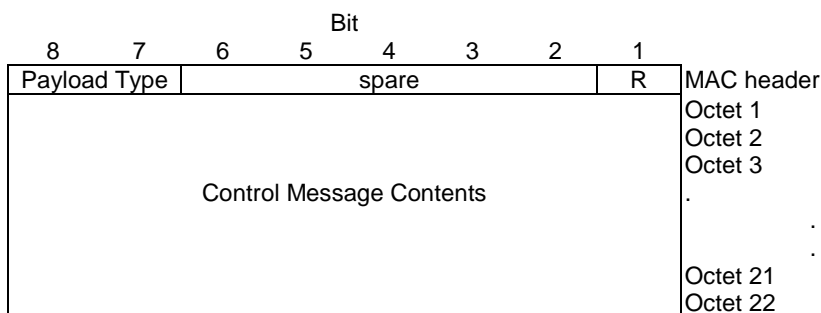 Bit
8 7 6 5 4 3 2 1
Payload Type spare R MAC header
Octet 1
Octet 2
Octet 3
Control Message Contents .
.
.
Octet 21
Octet 22